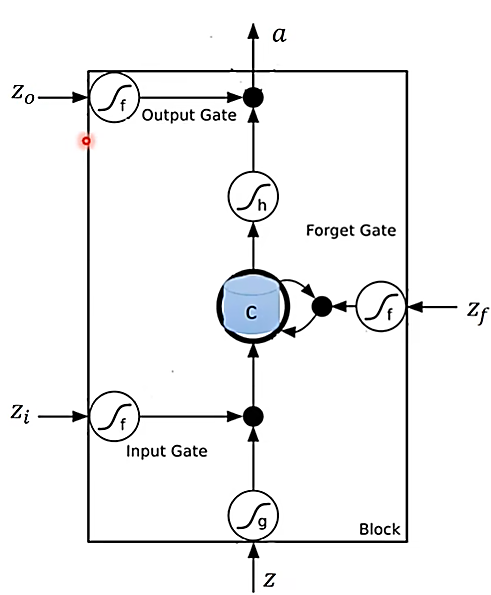 a
z_o
f
Output Gate
h
Forget Gate
C
f
z_f
z_i
f
Input Gate
g
Block
z